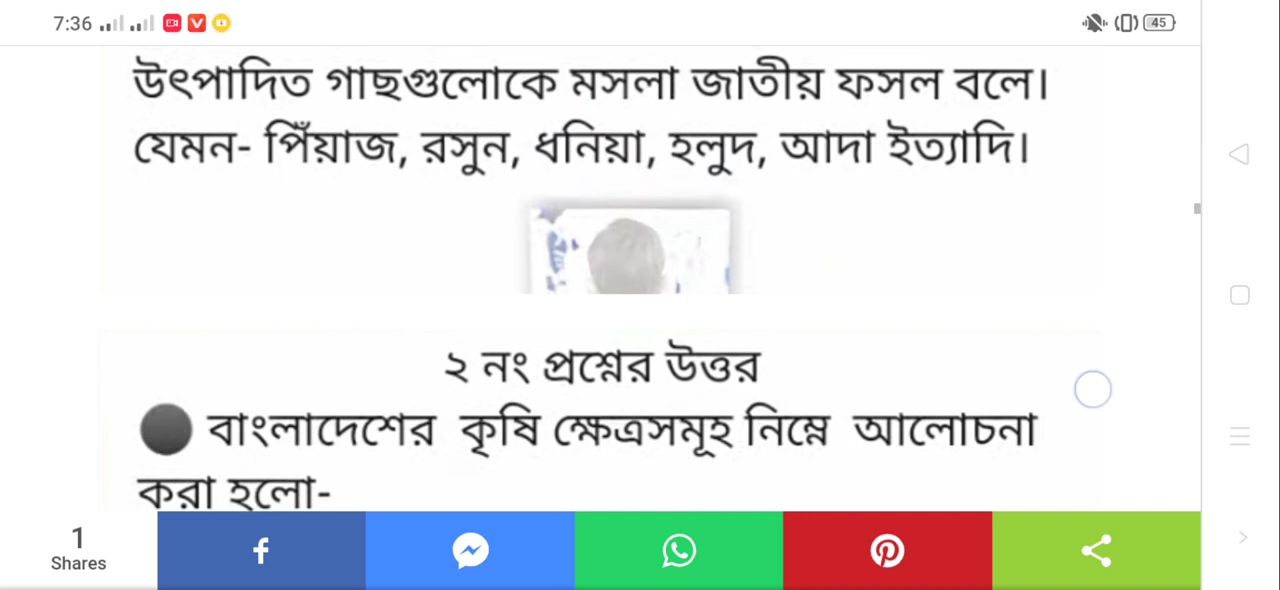 7:36
45
উৎপাদিত গাছগুলোকে মসলা জাতীয় ফসল বলে।
যেমন- পিঁয়াজ, রসুন, ধনিয়া, হলুদ, আদা ইত্যাদি।
২ নং প্রশ্নের উত্তর
বাংলাদেশের কৃষি ক্ষেত্রসমূহ নিম্নে আলোচনা
করা হলো-
1
Shares